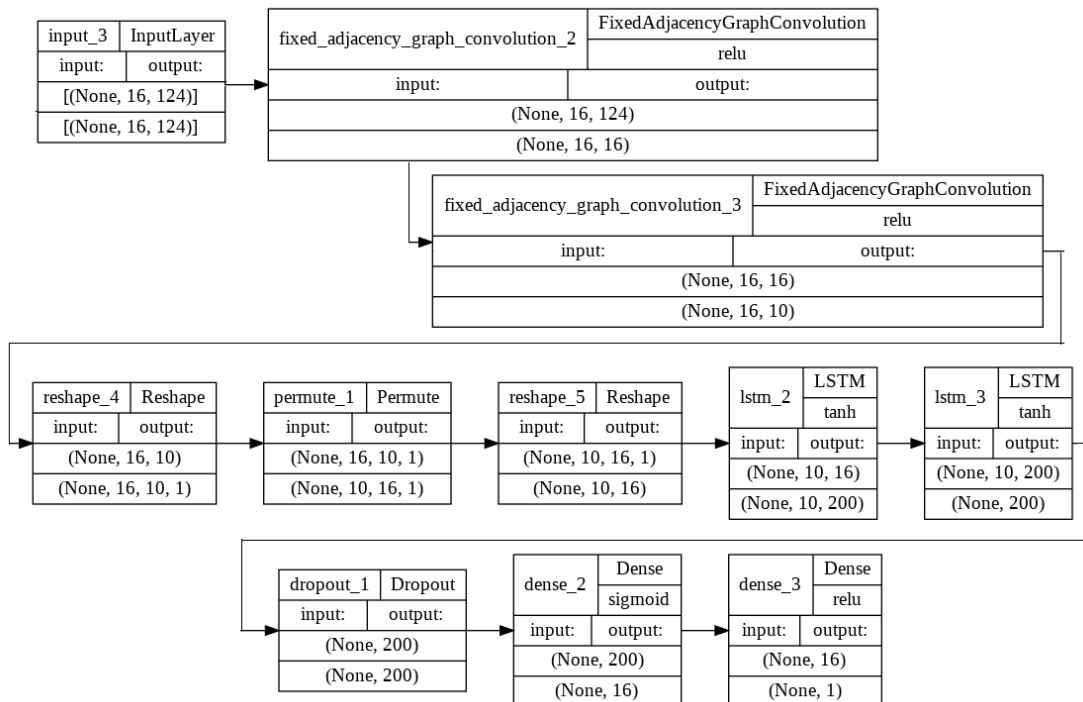 input_3 InputLayer
input: output:
[(None, 16, 124)]
[(None, 16, 124)]
fixed_adjacency_graph_convolution_2 FixedAdjacencyGraphConvolution
relu
input: output:
(None, 16, 124)
(None, 16, 16)
fixed_adjacency_graph_convolution_3 FixedAdjacencyGraphConvolution
relu
input: output:
(None, 16, 16)
(None, 16, 10)
reshape_4 Reshape
input: output:
(None, 16, 10)
(None, 16, 10, 1)
permute_1 Permute
input: output:
(None, 16, 10, 1)
(None, 10, 16, 1)
reshape_5 Reshape
input: output:
(None, 10, 16, 1)
(None, 10, 16)
lstm_2 LSTM
tanh
input: output:
(None, 10, 16)
(None, 10, 200)
lstm_3 LSTM
tanh
input: output:
(None, 10, 200)
(None, 200)
dropout_1 Dropout
input: output:
(None, 200)
(None, 200)
dense_2 Dense
sigmoid
input: output:
(None, 200)
(None, 16)
dense_3 Dense
relu
input: output:
(None, 16)
(None, 1)